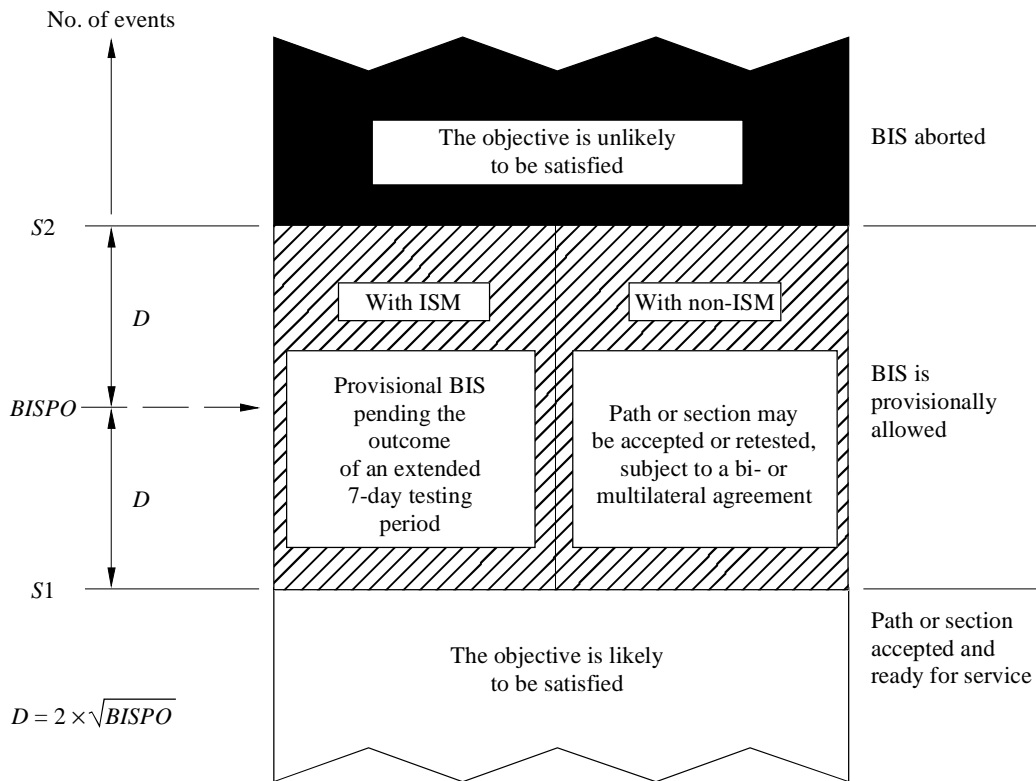 No. of events
The objective is unlikely
to be satisfied
BIS aborted
S2
With ISM
With non-ISM
D
Provisional BIS
pending the
outcome
of an extended
7-day testing
period
Path or section may
be accepted or retested,
subject to a bi- or
multilateral agreement
BIS is
provisionally
allowed
BISPO
D
S1
The objective is likely
to be satisfied
Path or section
accepted and
ready for service
D = 2 × √BISPO